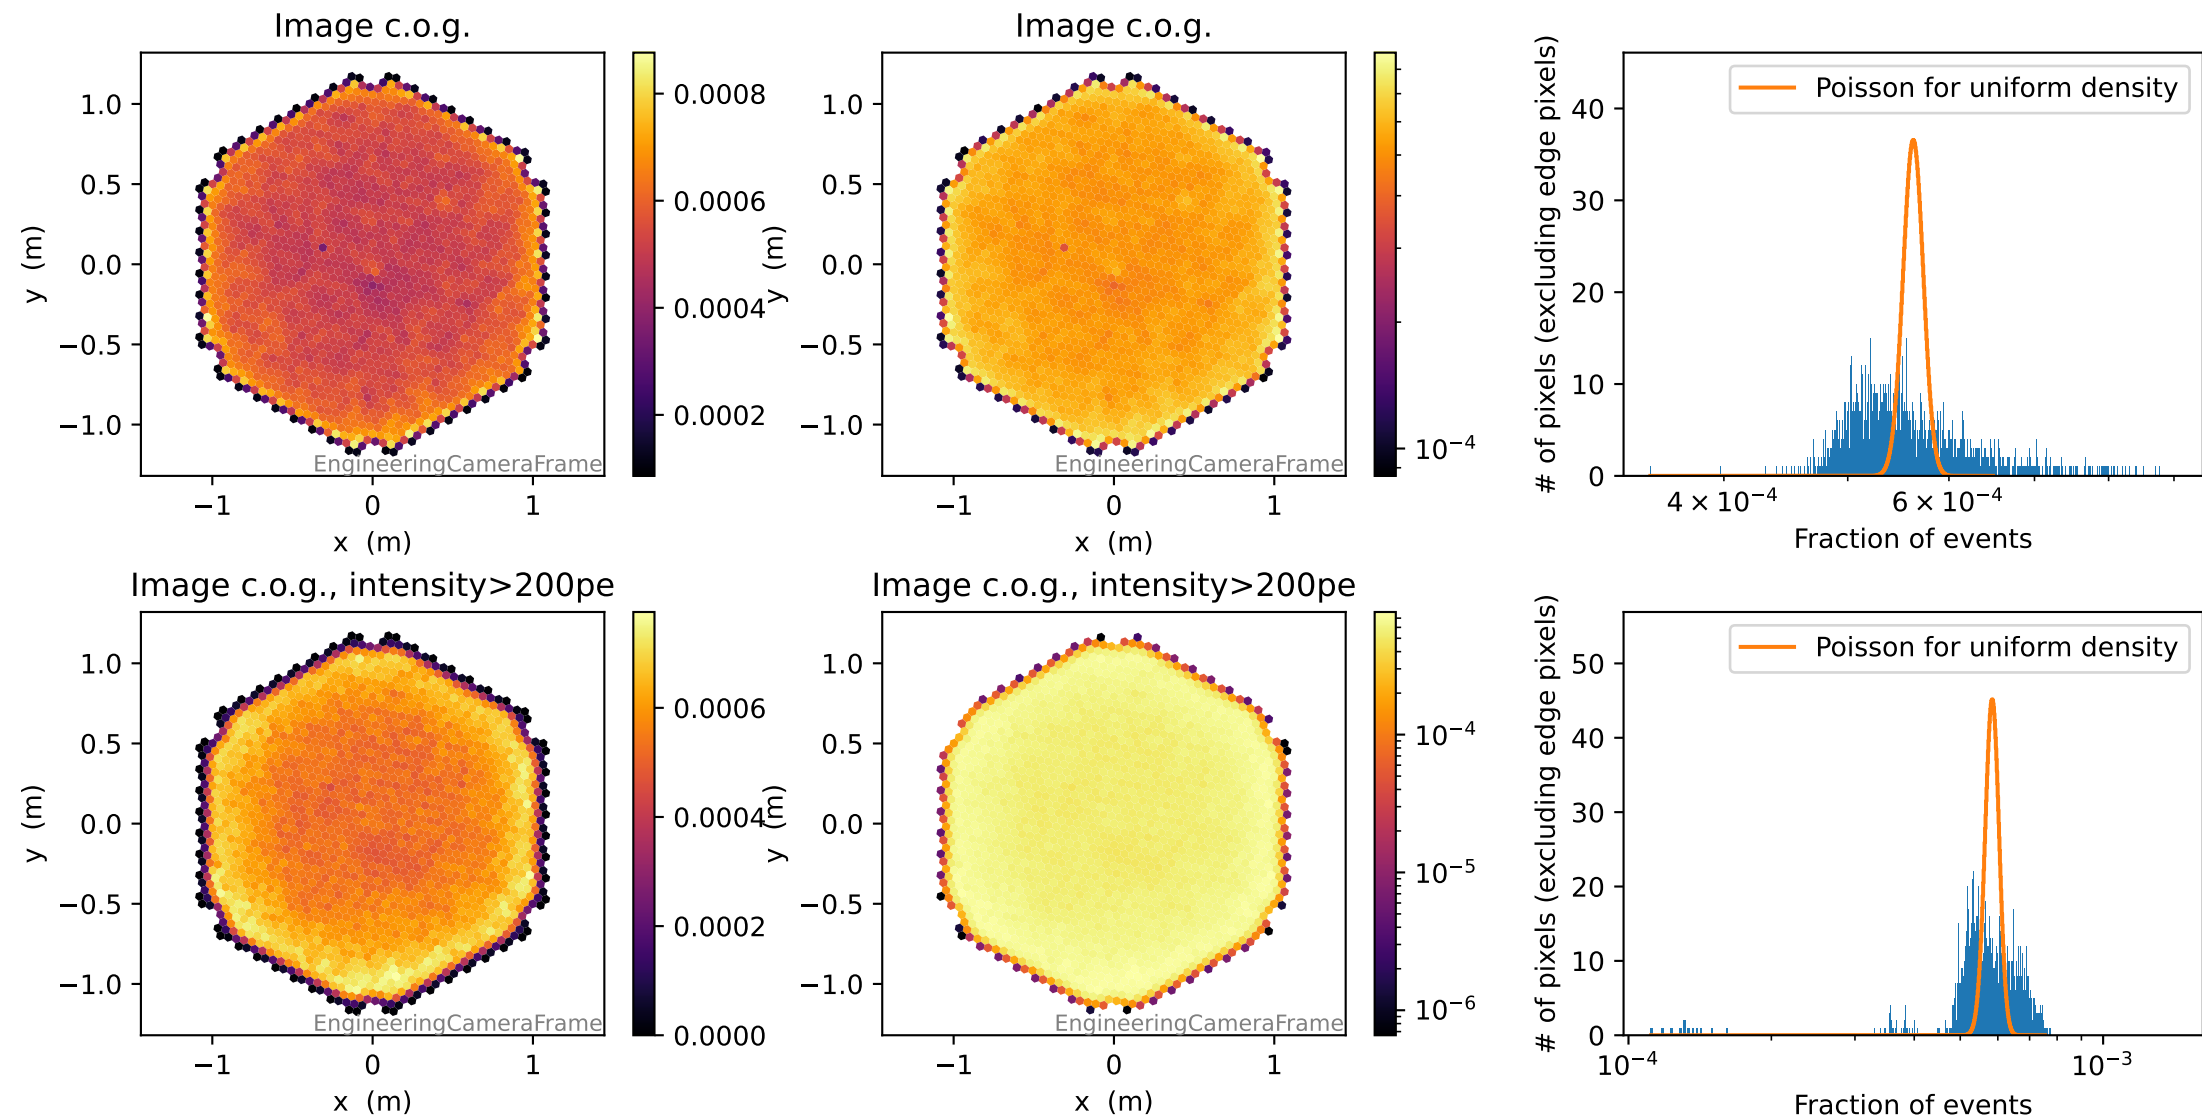 Image c.o.g.
1.0
0.5
0.0
−0.5
−1.0
y (m)
EngineeringCameraFrame
−1 0 1
x (m)
0.0008
0.0006
0.0004
0.0002
Image c.o.g.
1.0
0.5
0.0
−0.5
−1.0
y (m)
EngineeringCameraFrame
−1 0 1
x (m)
10⁻⁴
# of pixels (excluding edge pixels)
40
30
20
10
0
Poisson for uniform density
4 × 10⁻⁴ 6 × 10⁻⁴
Fraction of events
Image c.o.g., intensity>200pe
1.0
0.5
0.0
−0.5
−1.0
y (m)
EngineeringCameraFrame
−1 0 1
x (m)
0.0006
0.0004
0.0002
0.0000
Image c.o.g., intensity>200pe
1.0
0.5
0.0
−0.5
−1.0
y (m)
EngineeringCameraFrame
−1 0 1
x (m)
10⁻⁴
10⁻⁵
10⁻⁶
# of pixels (excluding edge pixels)
50
40
30
20
10
0
Poisson for uniform density
10⁻⁴ 10⁻³
Fraction of events